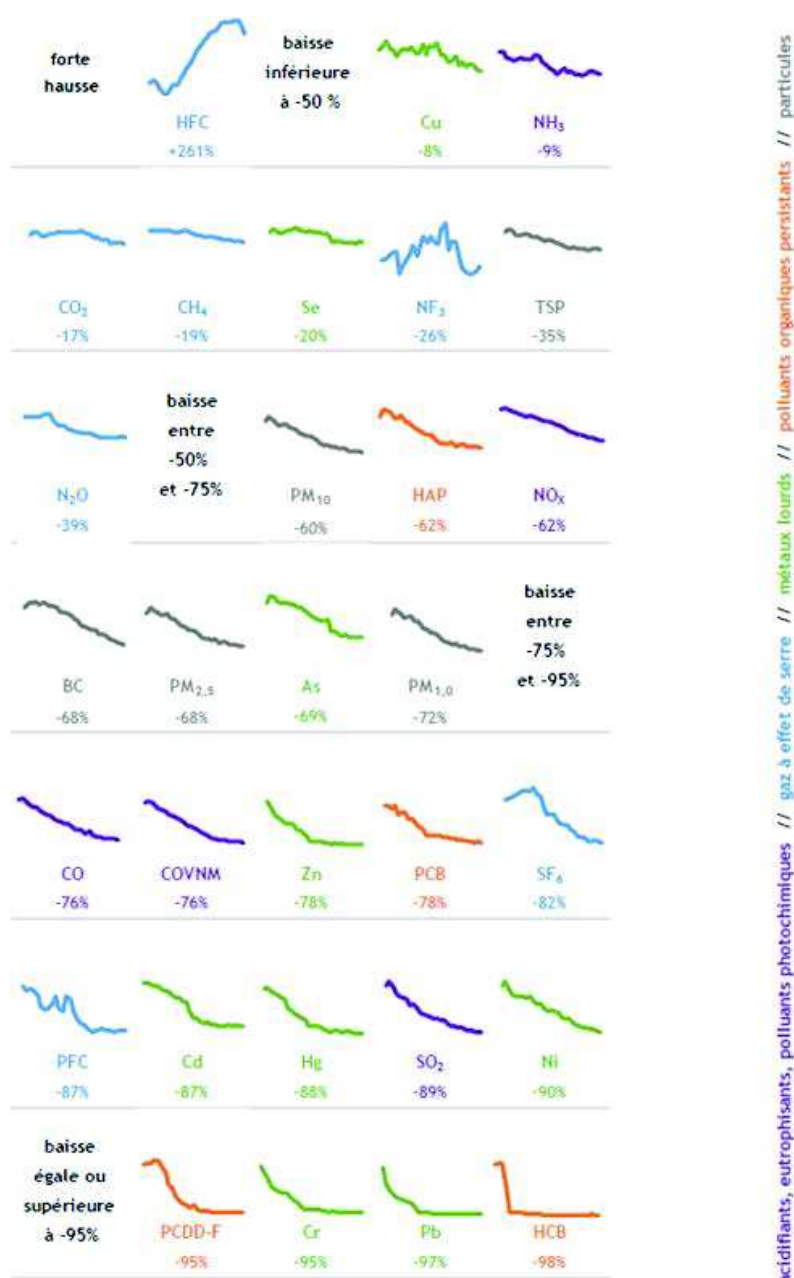 forte
hausse
HFC
+261%
baisse
inférieure
à -50 %
Cu
-8%
NH₃
-9%
CO₂
-17%
CH₄
-19%
Se
-20%
NF₃
-26%
TSP
-35%
N₂O
-39%
baisse
entre
-50%
et -75%
PM₁₀
-60%
HAP
-62%
NOₓ
-62%
BC
-68%
PM₂,₅
-68%
As
-69%
PM₁,₀
-72%
baisse
entre
-75%
et -95%
CO
-76%
COVNM
-76%
Zn
-78%
PCB
-78%
SF₆
-82%
PFC
-87%
Cd
-87%
Hg
-88%
SO₂
-89%
Ni
-90%
baisse
égale ou
supérieure
à -95%
PCDD-F
-95%
Cr
-95%
Pb
-97%
HCB
-98%
cidifiants, eutrophisants, polluants photochimiques // gaz à effet de serre // métaux lourds // polluants organiques persistants // particules